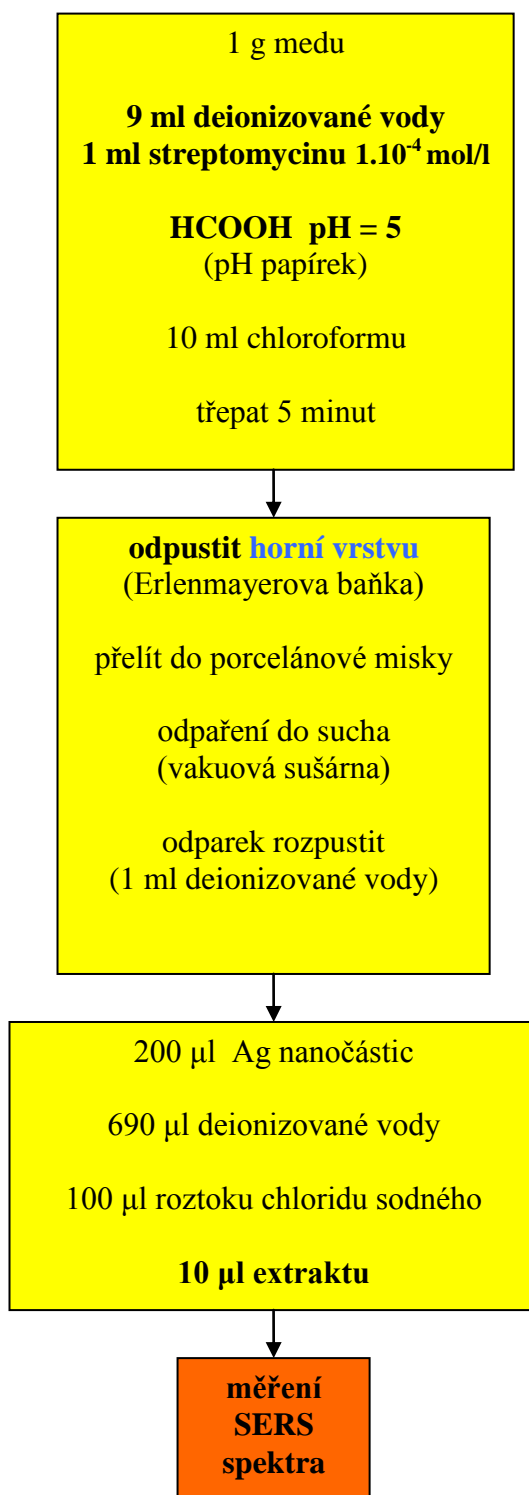 1 g medu
9 ml deionizované vody
1 ml streptomycinu 1.10⁻⁴ mol/l
HCOOH pH = 5
(pH papírek)
10 ml chloroformu
třepat 5 minut
odpustit horní vrstvu
(Erlenmayerova baňka)
přelít do porcelánové misky
odpaření do sucha
(vakuová sušárna)
odparek rozpustit
(1 ml deionizované vody)
200 μl Ag nanočástic
690 μl deionizované vody
100 μl roztoku chloridu sodného
10 μl extraktu
měření
SERS
spektra